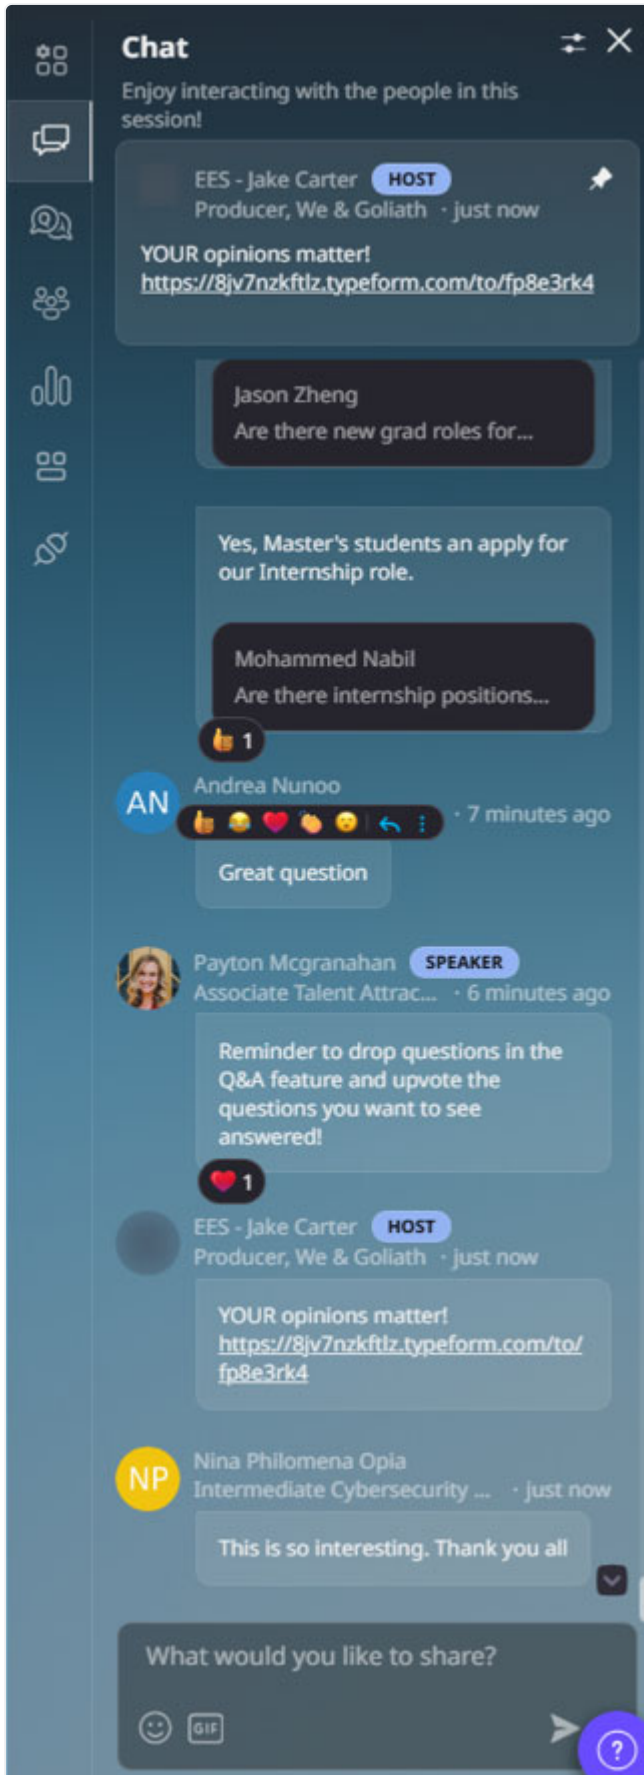 Chat
Enjoy interacting with the people in this
session!
EES - Jake Carter HOST
Producer, We & Goliath · just now
YOUR opinions matter!
https://8jv7nzkftlz.typeform.com/to/fp8e3rk4
Jason Zheng
Are there new grad roles for...
Yes, Master's students an apply for
our Internship role.
Mohammed Nabil
Are there internship positions...
1
AN
Andrea Nunoo
· 7 minutes ago
Great question
Payton Mcgranahan SPEAKER
Associate Talent Attrac... · 6 minutes ago
Reminder to drop questions in the
Q&A feature and upvote the
questions you want to see
answered!
1
EES - Jake Carter HOST
Producer, We & Goliath · just now
YOUR opinions matter!
https://8jv7nzkftlz.typeform.com/to/
fp8e3rk4
NP
Nina Philomena Opia
Intermediate Cybersecurity ... · just now
This is so interesting. Thank you all
What would you like to share?
GIF
?